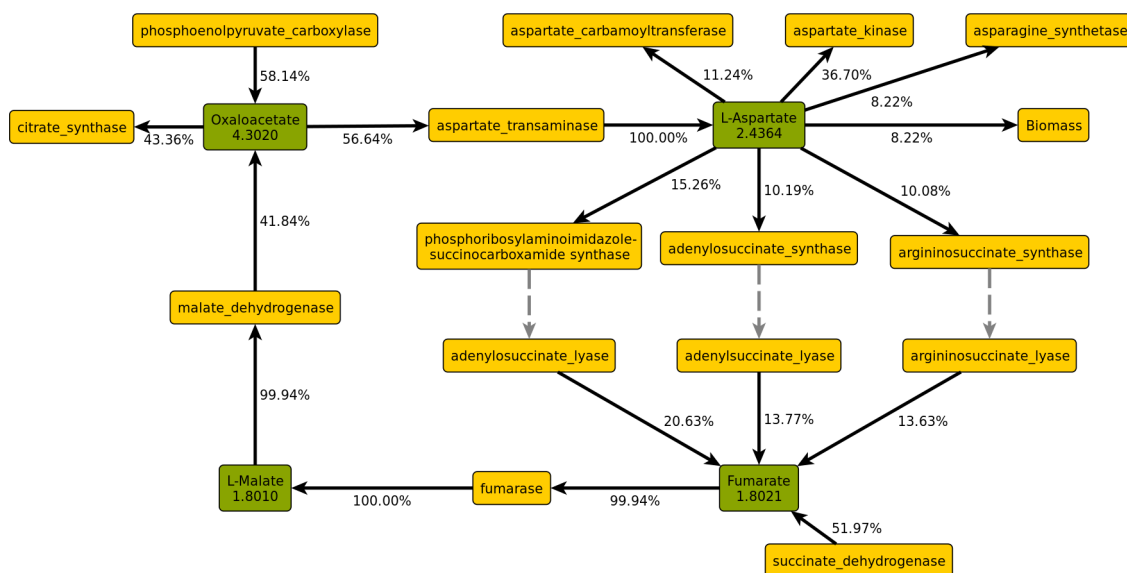 phosphoenolpyruvate_carboxylase
aspartate_carbamoyltransferase
aspartate_kinase
asparagine_synthetase
58.14%
11.24%
36.70%
8.22%
citrate_synthase
43.36%
Oxaloacetate
4.3020
56.64%
aspartate_transaminase
100.00%
L-Aspartate
2.4364
8.22%
Biomass
15.26%
10.19%
10.08%
41.84%
phosphoribosylaminoimidazole-
succinocarboxamide synthase
adenylosuccinate_synthase
argininosuccinate_synthase
malate_dehydrogenase
adenylosuccinate_lyase
adenylsuccinate_lyase
argininosuccinate_lyase
99.94%
20.63%
13.77%
13.63%
L-Malate
1.8010
100.00%
fumarase
99.94%
Fumarate
1.8021
51.97%
succinate_dehydrogenase